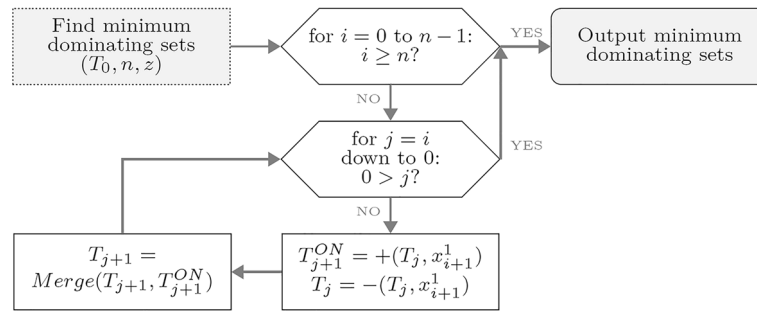 Find minimum
dominating sets
(T₀, n, z)
for i = 0 to n − 1:
i ≥ n?
YES
Output minimum
dominating sets
NO
for j = i
down to 0:
0 > j?
YES
NO
T_{j+1} =
Merge(T_{j+1}, T_{j+1}^{ON})
T_{j+1}^{ON} = +(T_j, x_{i+1}^1)
T_j = −(T_j, x_{i+1}^1)